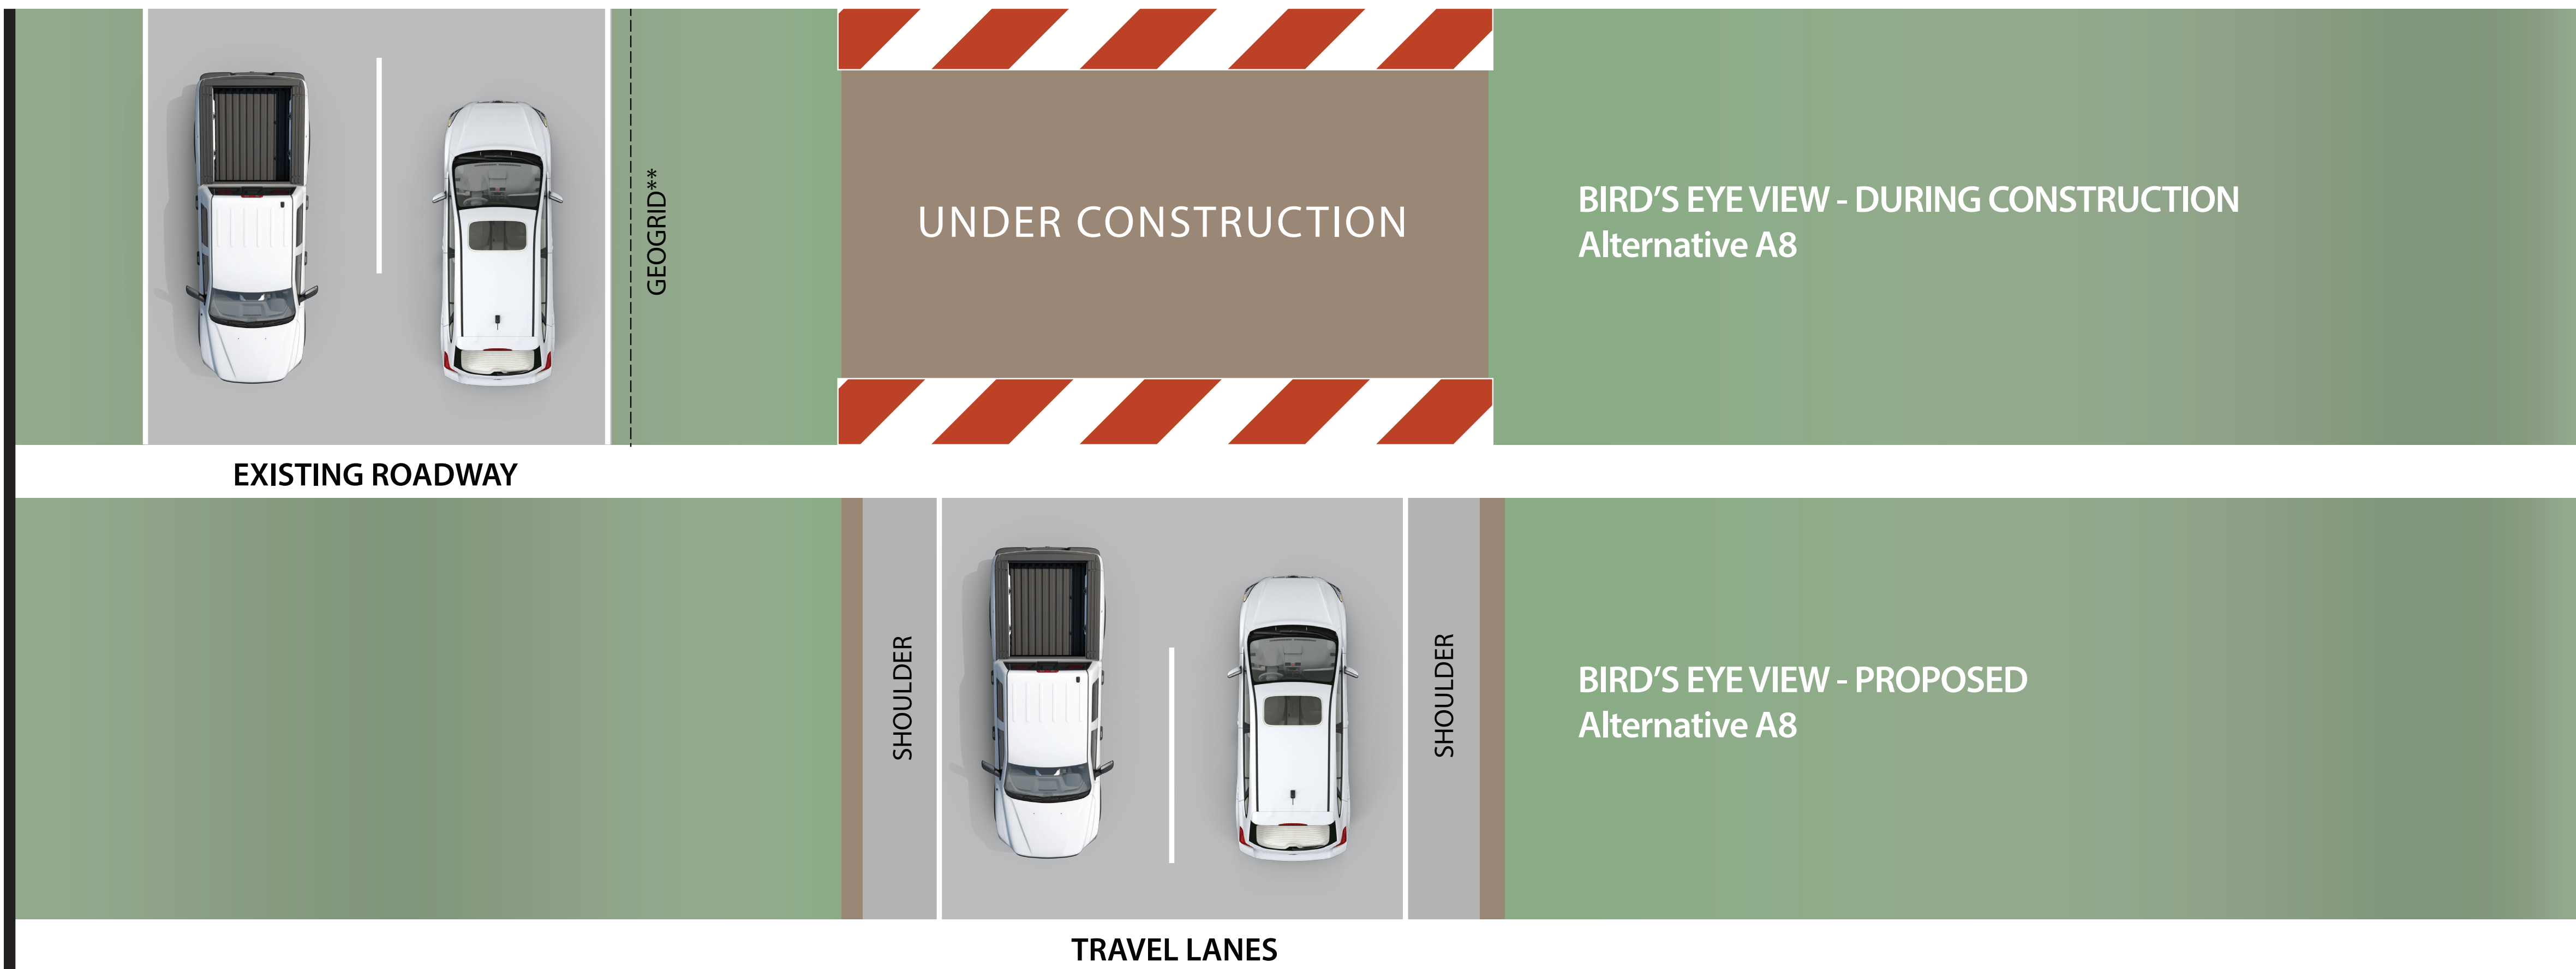 GEOGRID**
UNDER CONSTRUCTION
BIRD’S EYE VIEW - DURING CONSTRUCTION
Alternative A8
EXISTING ROADWAY
SHOULDER
SHOULDER
BIRD’S EYE VIEW - PROPOSED
Alternative A8
TRAVEL LANES